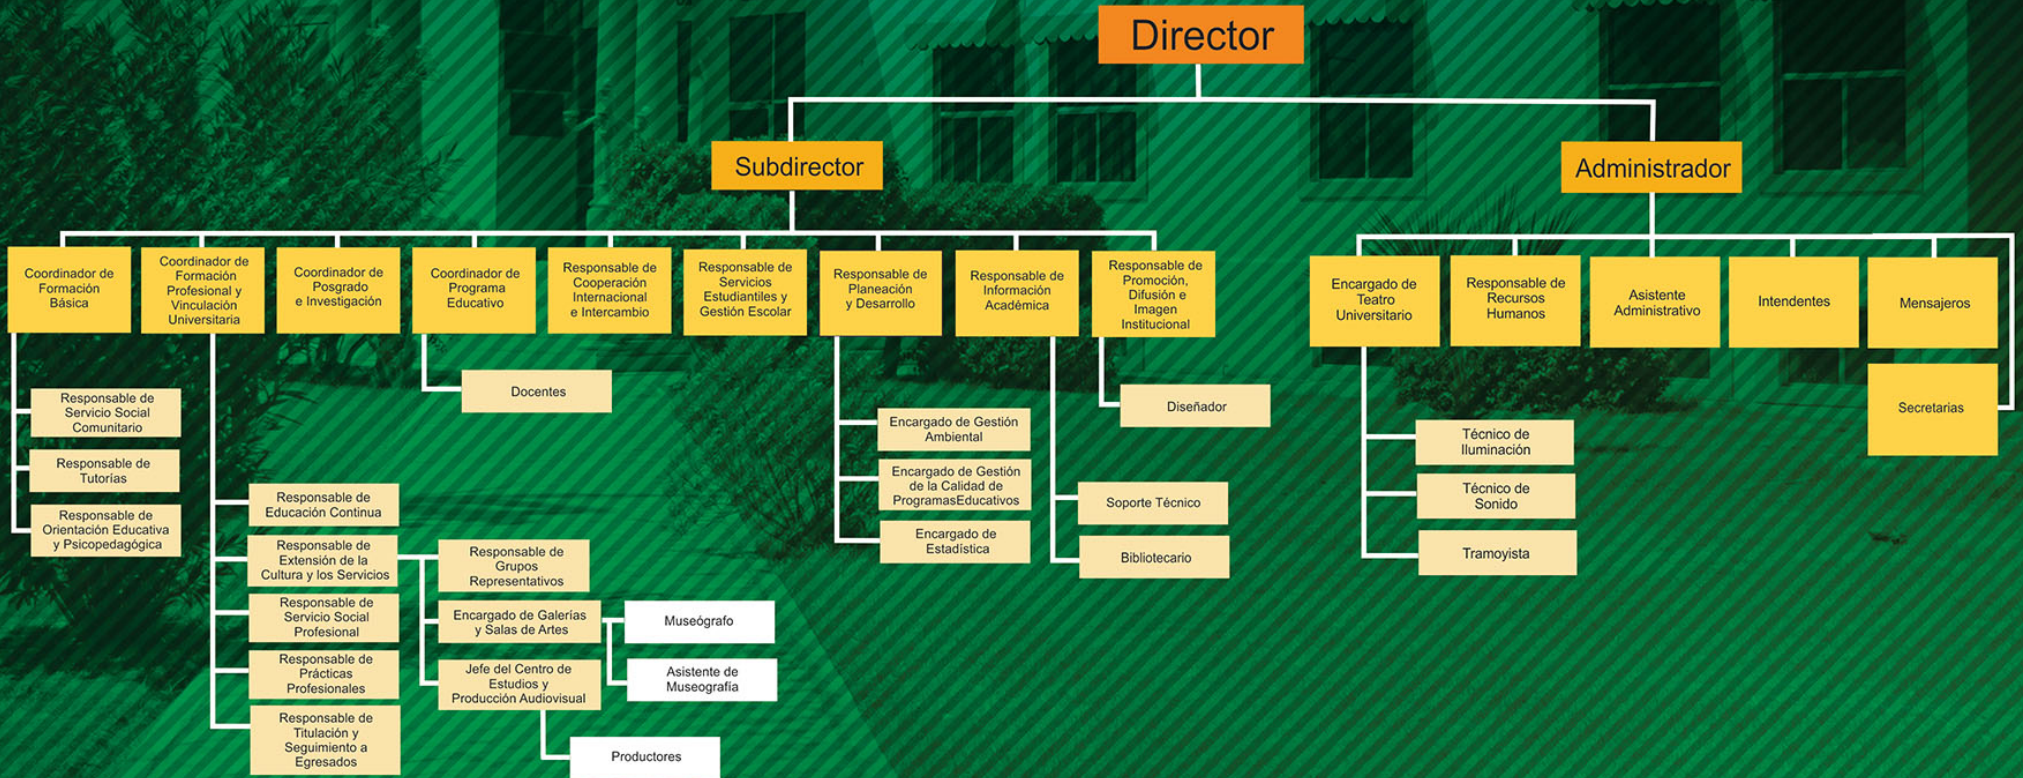 Director
Subdirector
Administrador
Coordinador de
Formación
Básica
Coordinador de
Formación
Profesional y
Vinculación
Universitaria
Coordinador de
Posgrado
e Investigación
Coordinador de
Programa
Educativo
Responsable de
Cooperación
Internacional
e Intercambio
Responsable de
Servicios
Estudiantiles y
Gestión Escolar
Responsable de
Planeación
y Desarrollo
Responsable de
Información
Académica
Responsable de
Promoción,
Difusión e
Imagen
Institucional
Encargado de
Teatro
Universitario
Responsable de
Recursos
Humanos
Asistente
Administrativo
Intendentes
Mensajeros
Secretarias
Responsable de
Servicio Social
Comunitario
Responsable de
Tutorías
Responsable de
Orientación Educativa
y Psicopedagógica
Responsable de
Educación Continua
Responsable de
Extensión de la
Cultura y los Servicios
Responsable de
Servicio Social
Profesional
Responsable de
Prácticas
Profesionales
Responsable de
Titulación y
Seguimiento a
Egresados
Responsable de
Grupos
Representativos
Encargado de Galerías
y Salas de Artes
Jefe del Centro de
Estudios y
Producción Audiovisual
Museógrafo
Asistente de
Museografía
Productores
Docentes
Encargado de Gestión
Ambiental
Encargado de Gestión
de la Calidad de
ProgramasEducativos
Encargado de
Estadística
Soporte Técnico
Bibliotecario
Diseñador
Técnico de
Iluminación
Técnico de
Sonido
Tramoyista